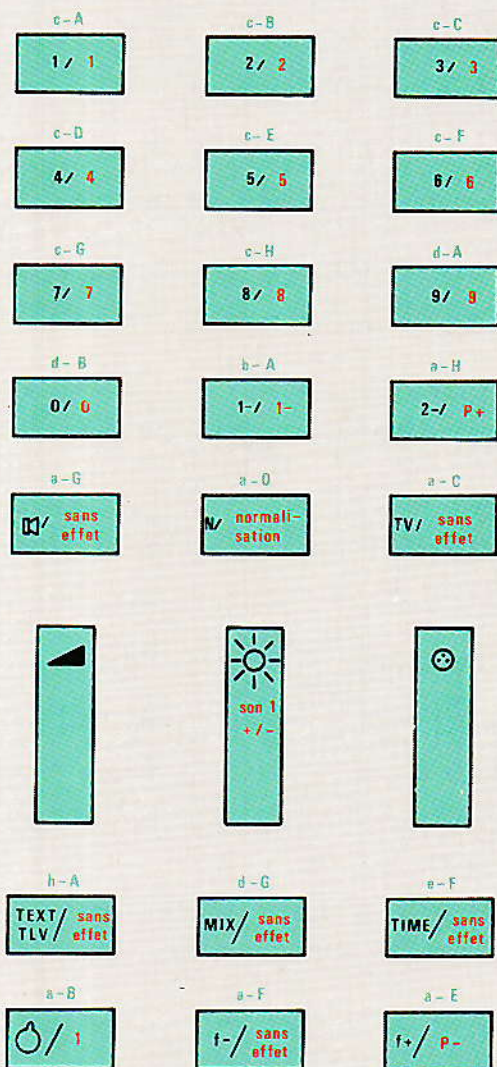 c-A c-B c-C
1/ 1 2/ 2 3/ 3
c-D c-E c-F
4/ 4 5/ 5 6/ 6
c-G c-H d-A
7/ 7 8/ 8 9/ 9
d-B b-A a-H
0/ 0 1-/ 1- 2-/ P+
a-G a-D a-C
/ sans effet N/ normali-sation TV/ sans effet
son 1
+/-
h-A d-G e-F
TEXT TLV / sans effet MIX/ sans effet TIME/ sans effet
a-B a-F a-E
/ 1 f-/ sans effet f+/ P-